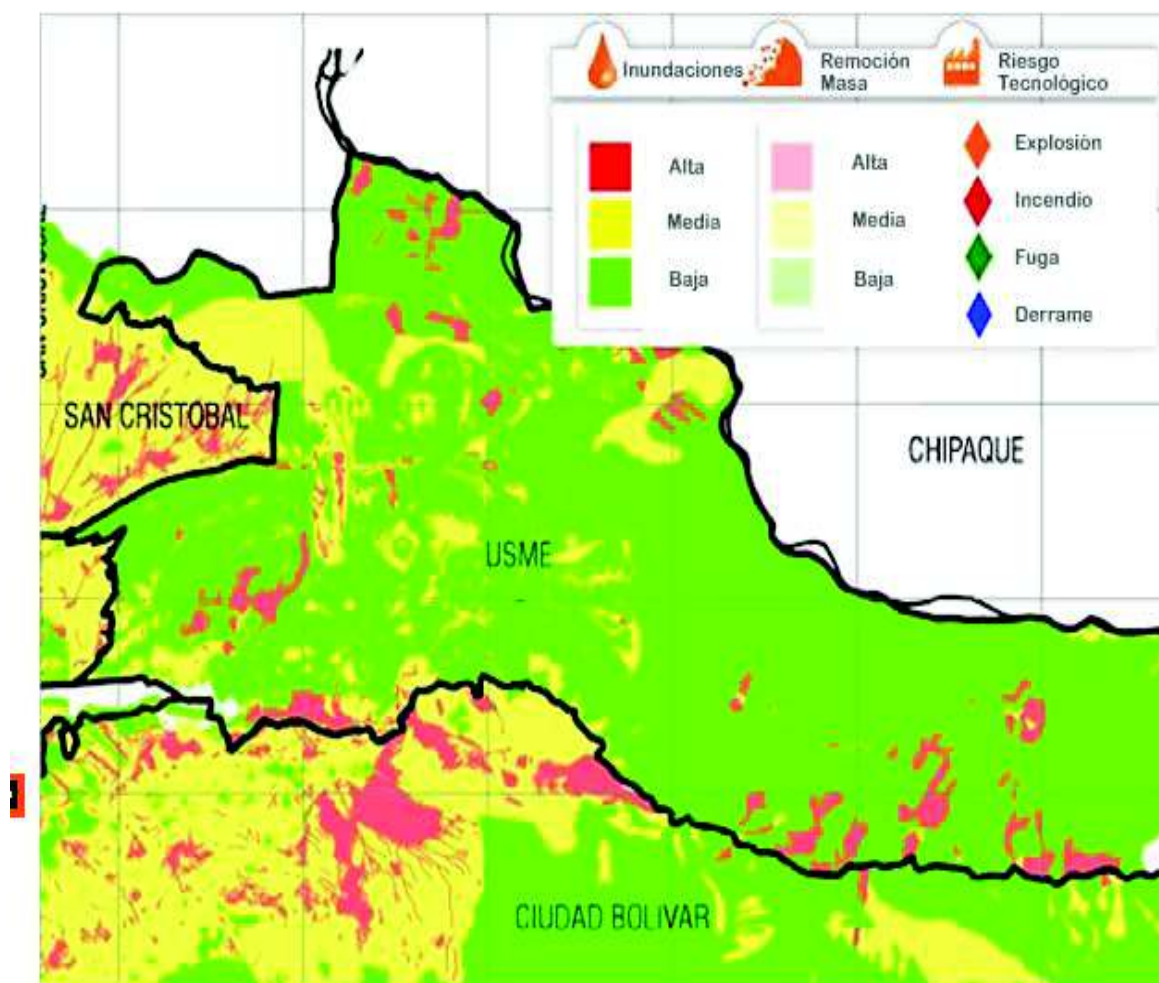 Inundaciones
Remoción
Masa
Riesgo
Tecnológico
Alta
Media
Baja
Alta
Media
Baja
Explosión
Incendio
Fuga
Derrame
SAN CRISTOBAL
CHIPAQUE
USME
CIUDAD BOLIVAR